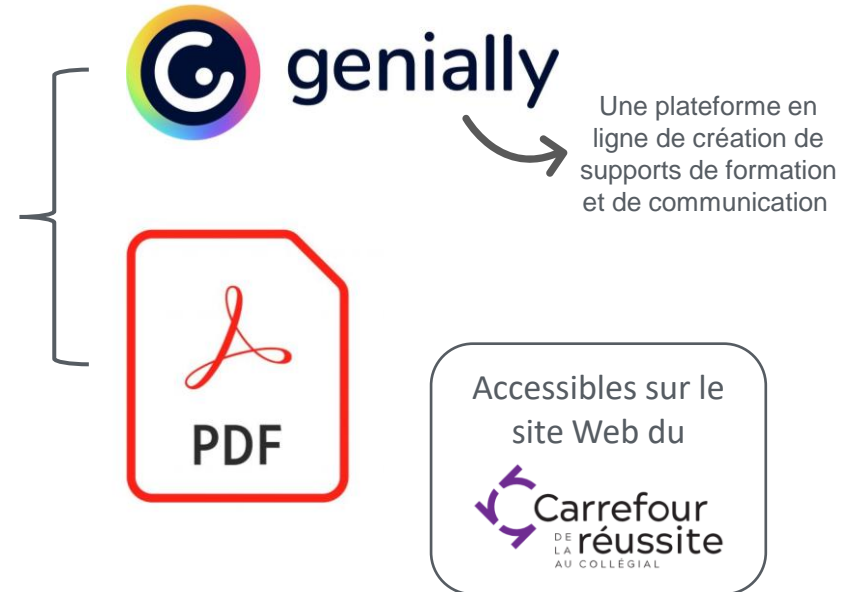 genially
Une plateforme en
ligne de création de
supports de formation
et de communication
PDF
Accessibles sur le
site Web du
Carrefour
DE LA réussite
AU COLLÉGIAL